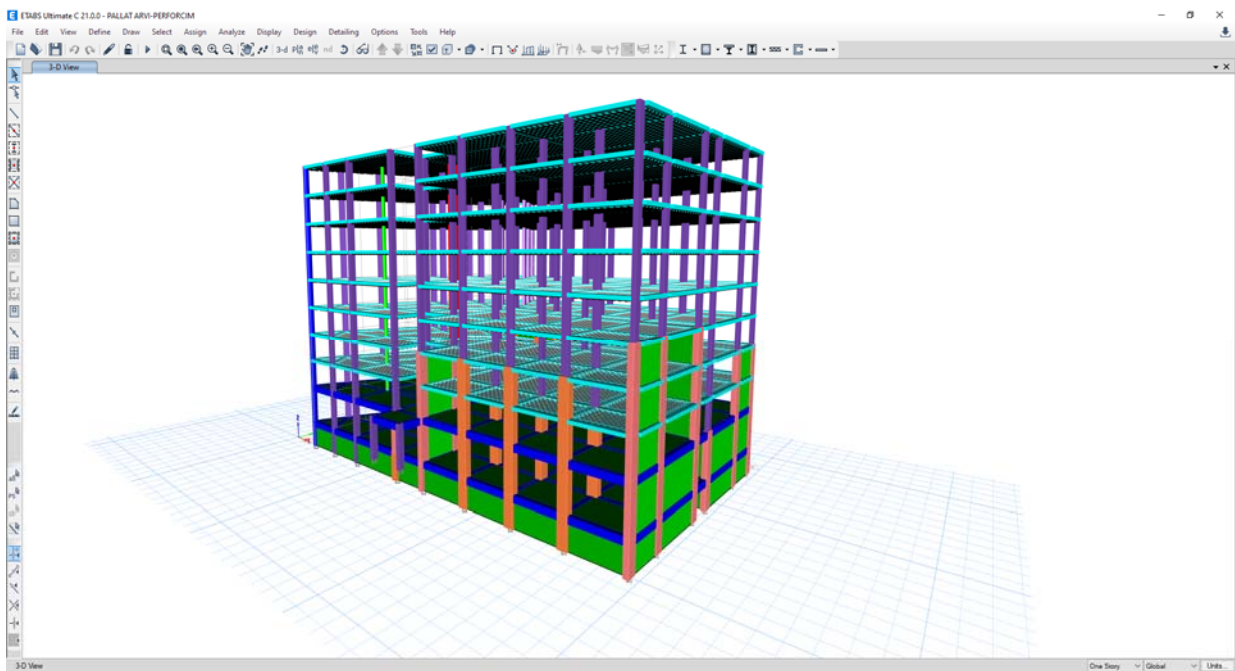 ETABS Ultimate C 21.0.0 - PALLAT ARVI-PERFORCIM
File Edit View Define Draw Select Assign Analyze Display Design Detailing Options Tools Help
3-d
3-D View
Z
3-D View One Story Global Units...